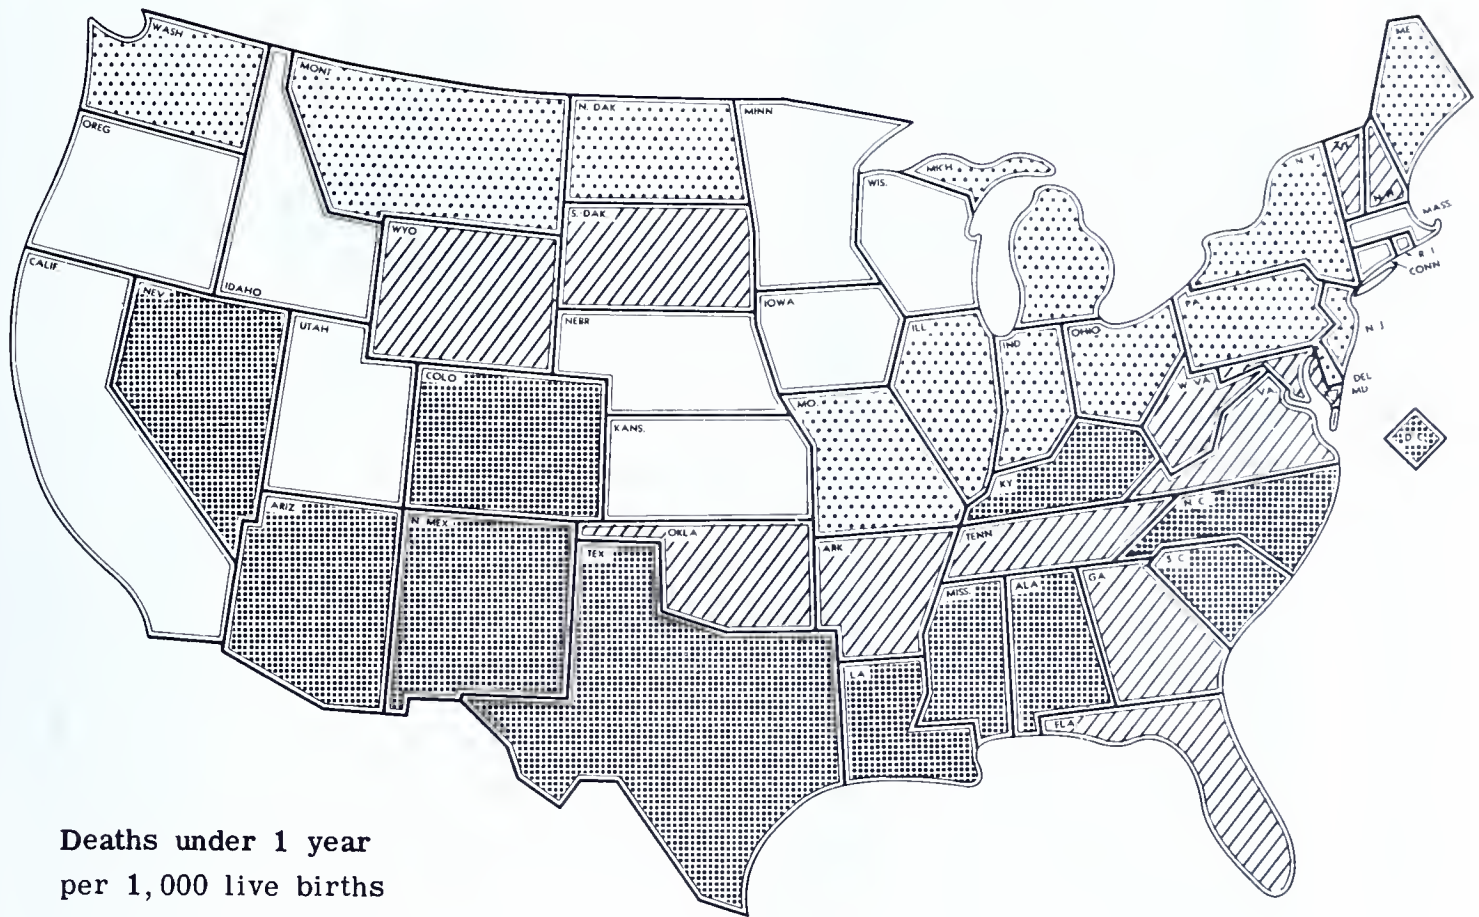 WASH
MONT
N. DAK
MINN
ME
OREG
MICH
WIS.
N Y
N H
MASS
S. DAK
WYO
R I
CONN
CALIF.
IDAHO
NEV
IOWA
PA
NEBR
UTAH
ILL
IND
OHIO
N J
COLO
DEL
MD
W VA
VA
MO
KANS.
D C
KY
N C
ARIZ
N MEX
OKLA
TENN
TEX
ARK
S C
MISS.
ALA
GA
LA
FLA
Deaths under 1 year
per 1,000 live births